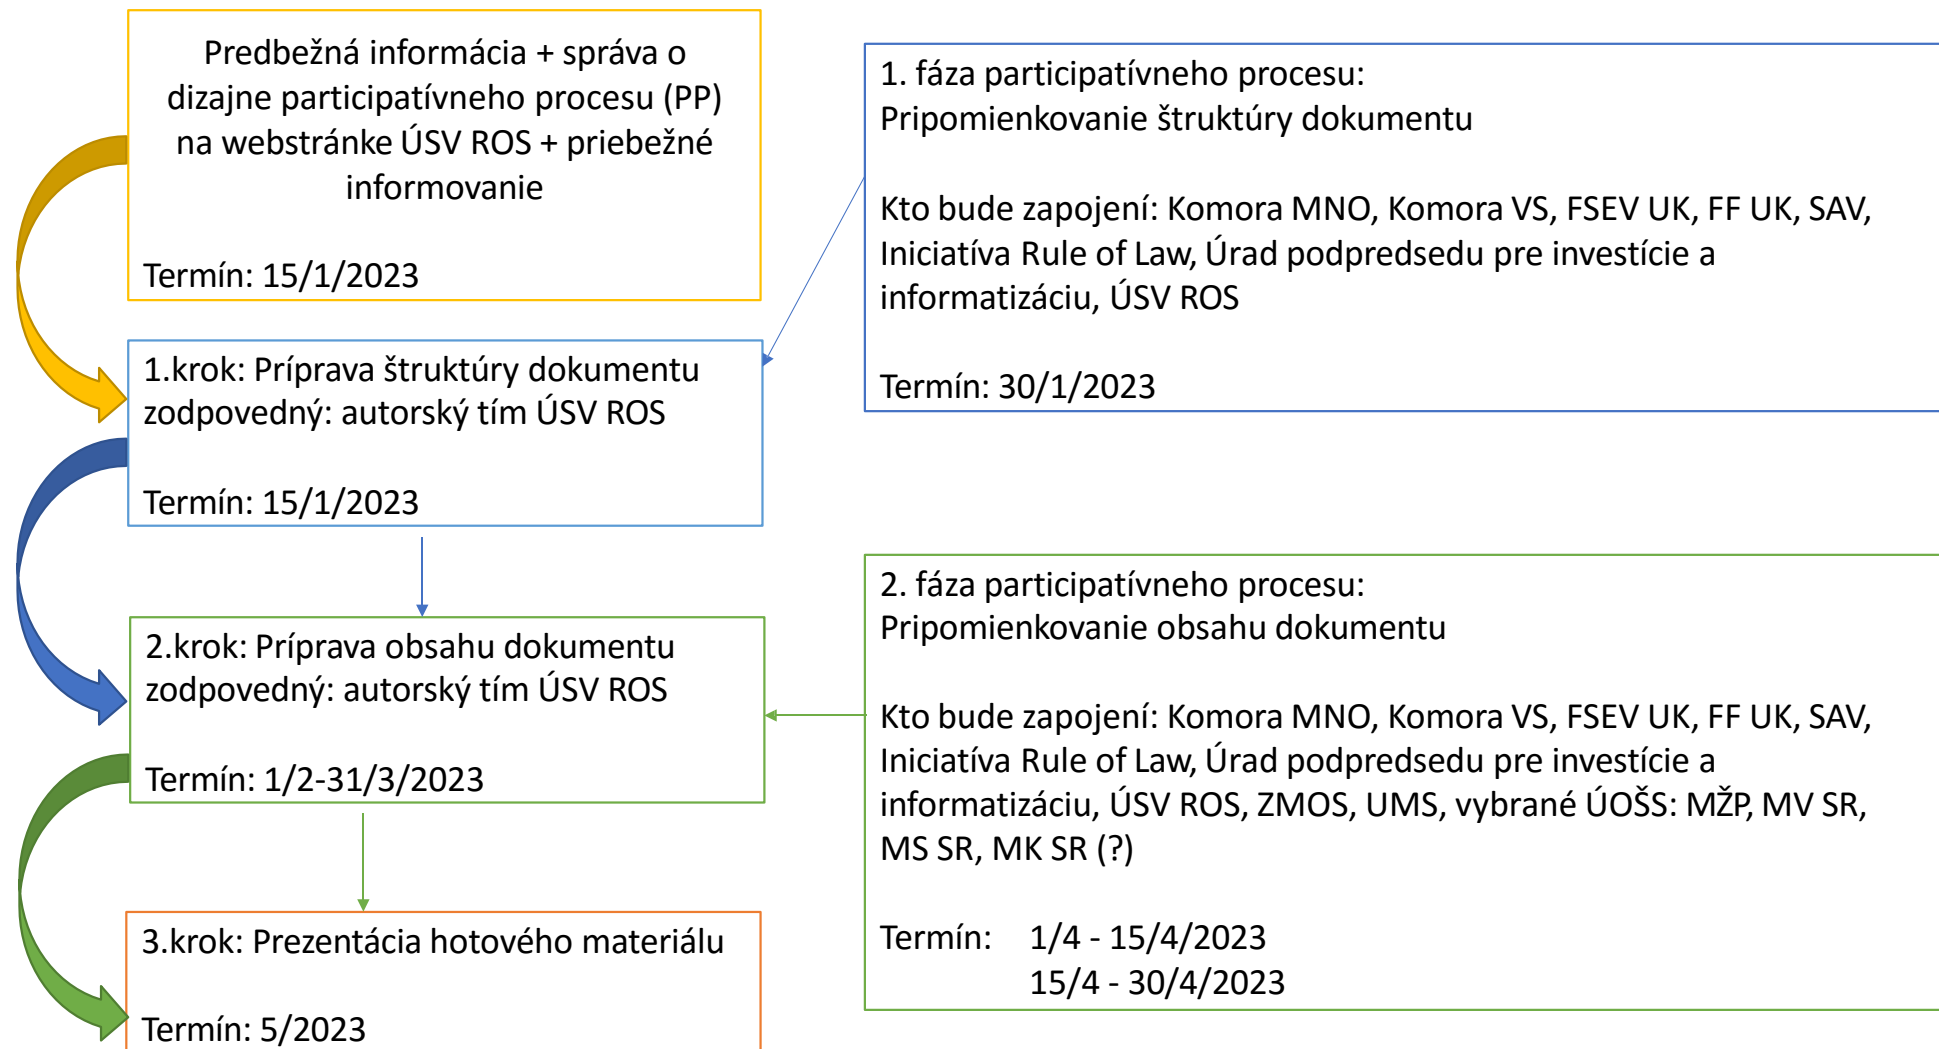 Predbežná informácia + správa o
dizajne participatívneho procesu (PP)
na webstránke ÚSV ROS + priebežné
informovanie
Termín: 15/1/2023
1. fáza participatívneho procesu:
Pripomienkovanie štruktúry dokumentu
Kto bude zapojení: Komora MNO, Komora VS, FSEV UK, FF UK, SAV,
Iniciatíva Rule of Law, Úrad podpredsedu pre investície a
informatizáciu, ÚSV ROS
Termín: 30/1/2023
1.krok: Príprava štruktúry dokumentu
zodpovedný: autorský tím ÚSV ROS
Termín: 15/1/2023
2.krok: Príprava obsahu dokumentu
zodpovedný: autorský tím ÚSV ROS
Termín: 1/2-31/3/2023
2. fáza participatívneho procesu:
Pripomienkovanie obsahu dokumentu
Kto bude zapojení: Komora MNO, Komora VS, FSEV UK, FF UK, SAV,
Iniciatíva Rule of Law, Úrad podpredsedu pre investície a
informatizáciu, ÚSV ROS, ZMOS, UMS, vybrané ÚOŠS: MŽP, MV SR,
MS SR, MK SR (?)
Termín: 1/4 - 15/4/2023
15/4 - 30/4/2023
3.krok: Prezentácia hotového materiálu
Termín: 5/2023